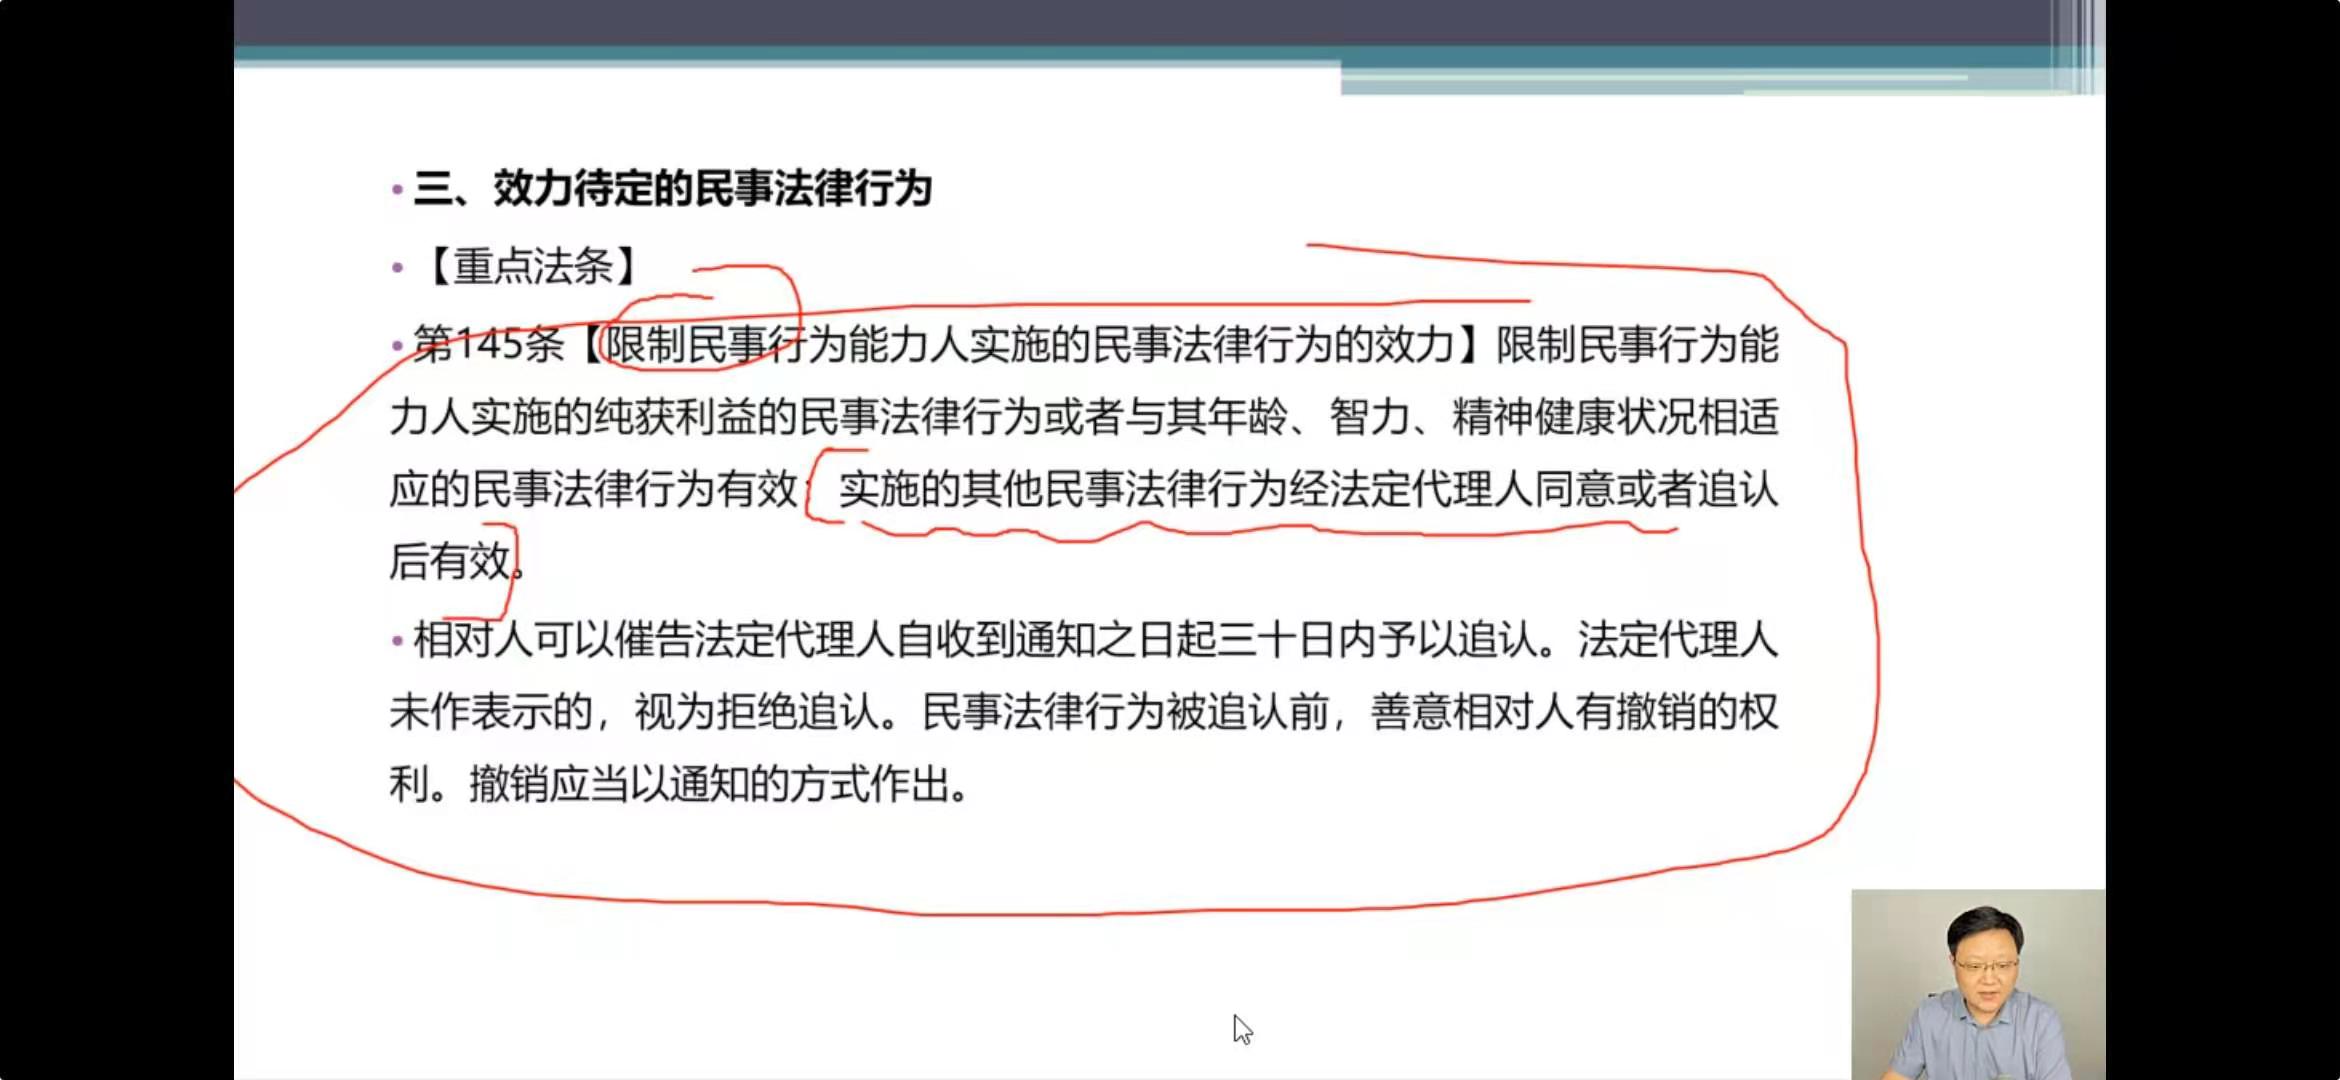 三、效力待定的民事法律行为
【重点法条】
第145条【限制民事行为能力人实施的民事法律行为的效力】限制民事行为能
力人实施的纯获利益的民事法律行为或者与其年龄、智力、精神健康状况相适
应的民事法律行为有效；实施的其他民事法律行为经法定代理人同意或者追认
后有效。
相对人可以催告法定代理人自收到通知之日起三十日内予以追认。法定代理人
未作表示的，视为拒绝追认。民事法律行为被追认前，善意相对人有撤销的权
利。撤销应当以通知的方式作出。